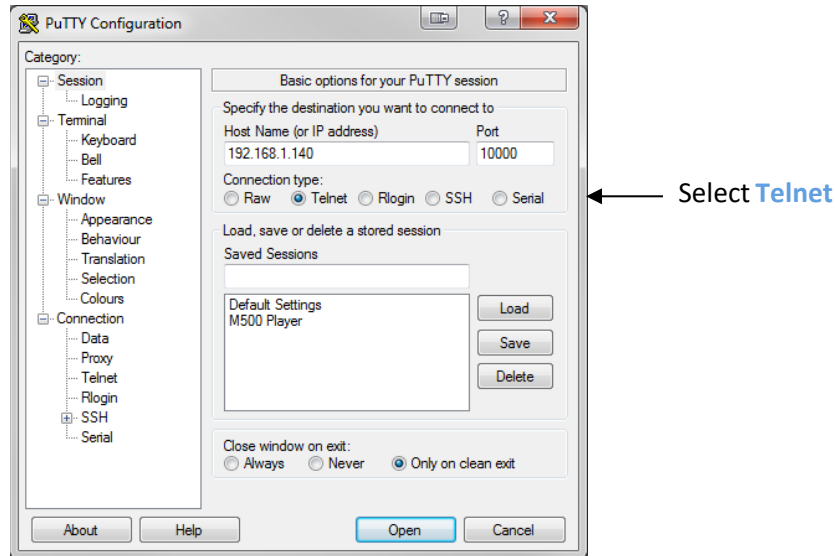 PuTTY Configuration
Category:
Session
Logging
Terminal
Keyboard
Bell
Features
Window
Appearance
Behaviour
Translation
Selection
Colours
Connection
Data
Proxy
Telnet
Rlogin
SSH
Serial
Basic options for your PuTTY session
Specify the destination you want to connect to
Host Name (or IP address) Port
192.168.1.140 10000
Connection type:
Raw Telnet Rlogin SSH Serial
Load, save or delete a stored session
Saved Sessions
Default Settings
M500 Player
Load
Save
Delete
Close window on exit:
Always Never Only on clean exit
About Help Open Cancel
Select Telnet